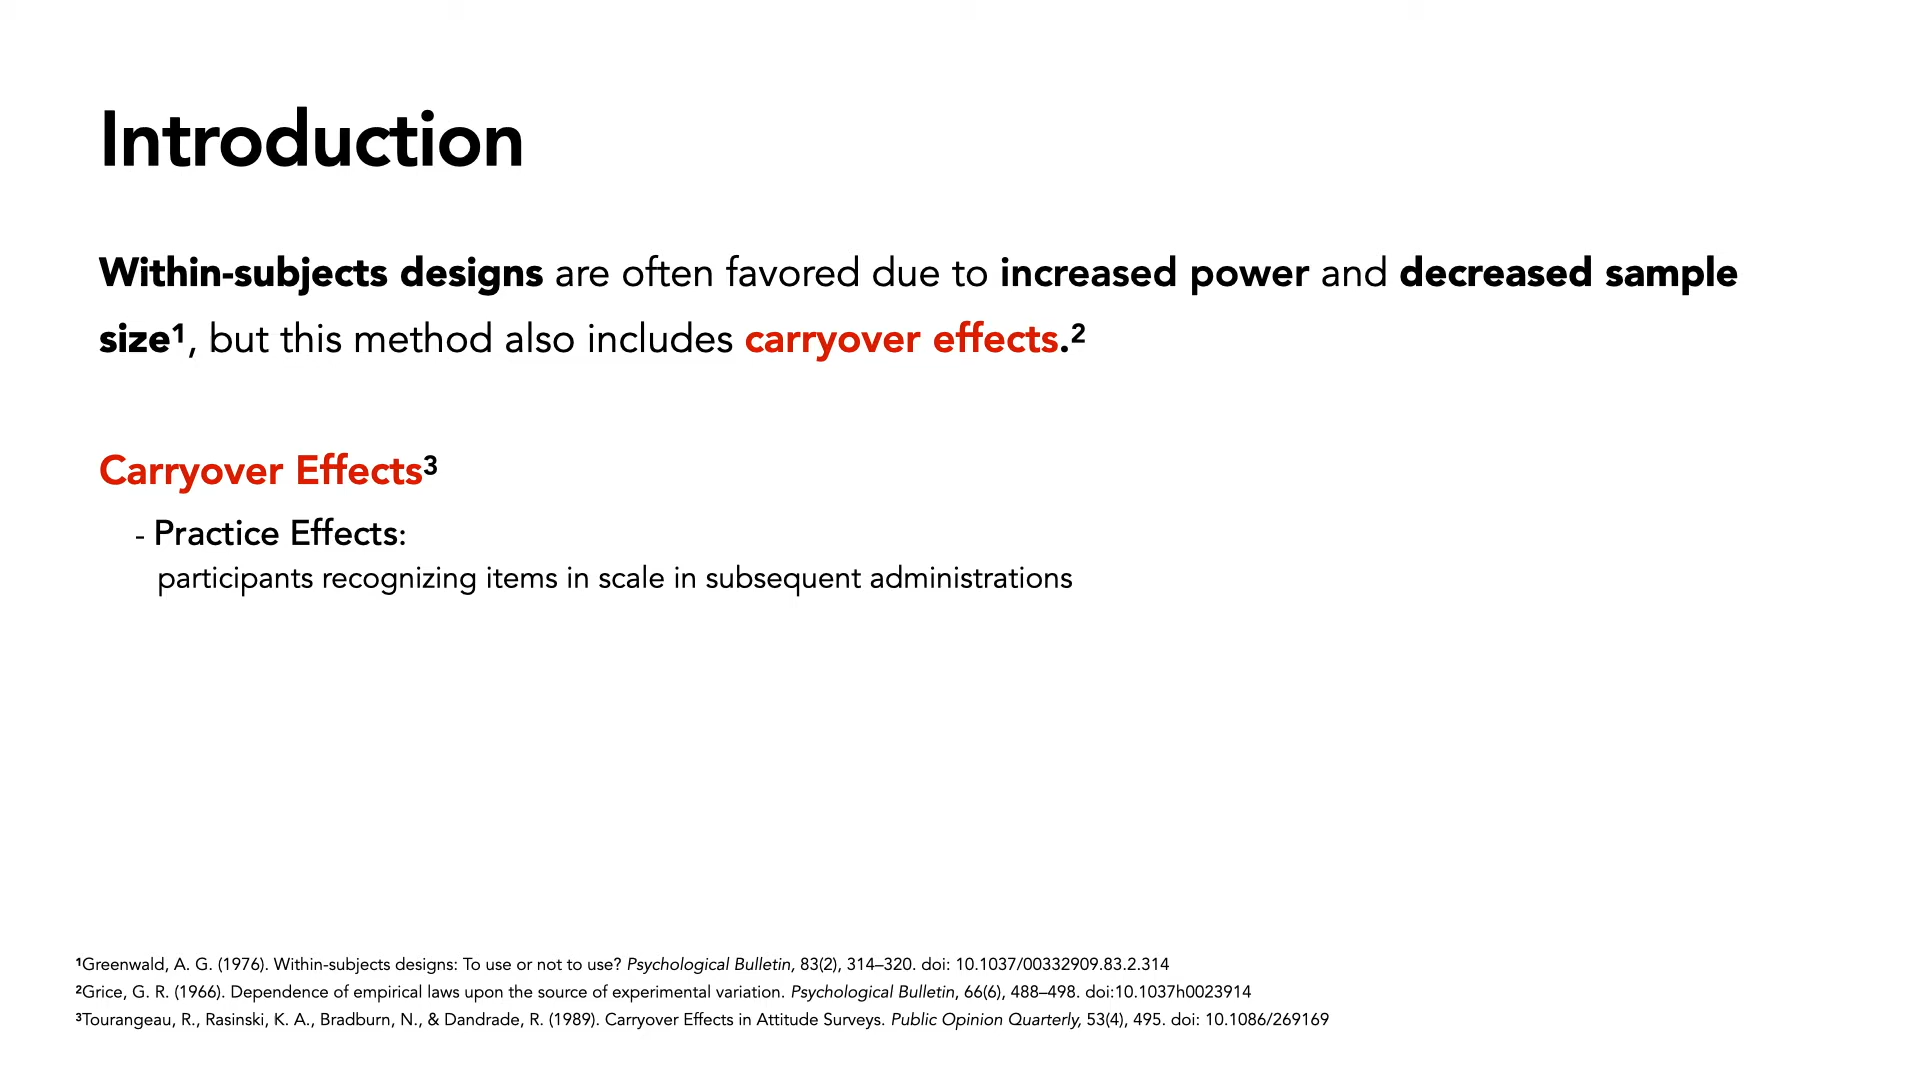 Introduction
Within-subjects designs are often favored due to increased power and decreased sample
size¹, but this method also includes carryover effects.²
Carryover Effects³
- Practice Effects:
participants recognizing items in scale in subsequent administrations
¹Greenwald, A. G. (1976). Within-subjects designs: To use or not to use? Psychological Bulletin, 83(2), 314–320. doi: 10.1037/00332909.83.2.314
²Grice, G. R. (1966). Dependence of empirical laws upon the source of experimental variation. Psychological Bulletin, 66(6), 488–498. doi:10.1037h0023914
³Tourangeau, R., Rasinski, K. A., Bradburn, N., & Dandrade, R. (1989). Carryover Effects in Attitude Surveys. Public Opinion Quarterly, 53(4), 495. doi: 10.1086/269169